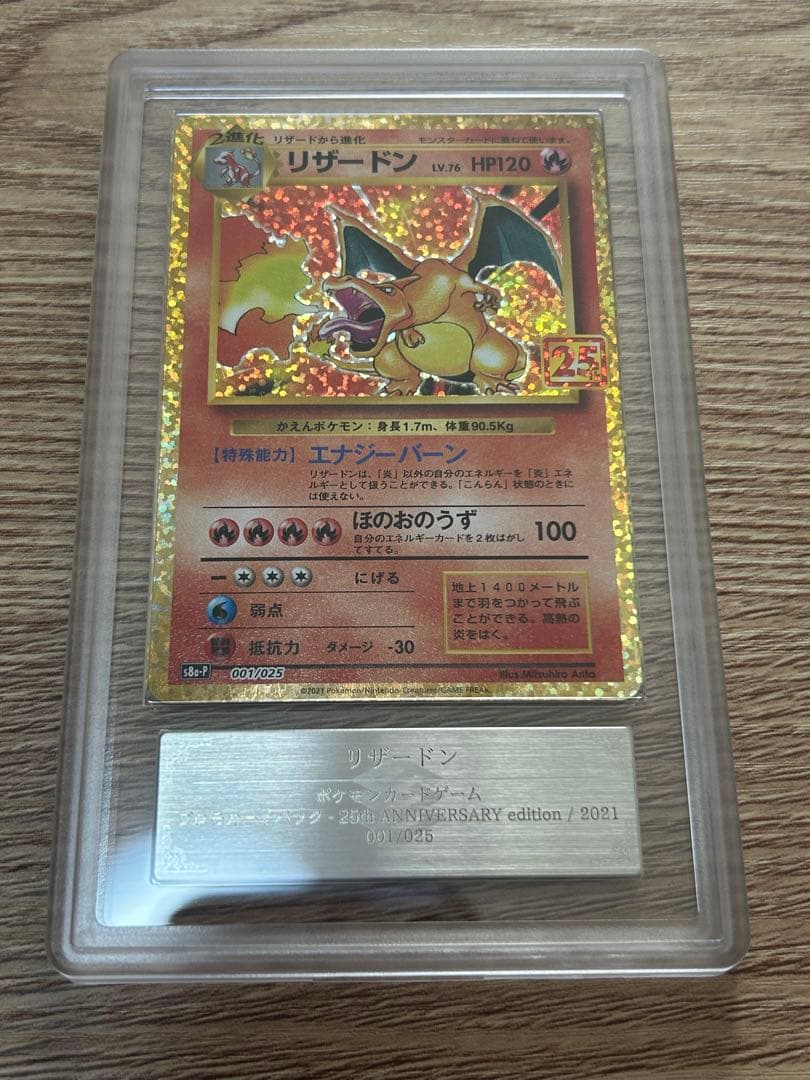 2進化 リザードから進化 モンスターカードに重ねて使います。
リザードン LV.76 HP120
25
かえんポケモン：身長1.7m、体重90.5Kg
【特殊能力】エナジーバーン
リザードンは、「炎」以外の自分のエネルギーを「炎」エネ
ルギーとして扱うことができる。「こんらん」状態のときに
は使えない。
ほのおのうず 100
自分のエネルギーカードを2枚はがし
てすてる。
にげる
弱点
抵抗力 ダメージ -30
地上1400メートル
まで羽をつかって飛ぶ
ことができる。高熱の
炎をはく。
s8a-P 001/025
Illus.Mitsuhiro Arita
©2021 Pokémon/Nintendo/Creatures/GAME FREAK
リザードン
ポケモンカードゲーム
パック - 25th ANNIVERSARY edition / 2021
001/025